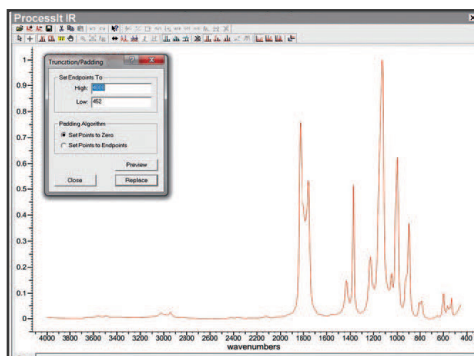 ProcessIt IR
Truncation/Padding
Set Endpoints To
High:
Low: 452
Padding Algorithm
Set Points to Zero
Set Points to Endpoints
Preview
Close Replace
1
0.9
0.8
0.7
0.6
0.5
0.4
0.3
0.2
0.1
0
4000 3800 3600 3400 3200 3000 2800 2600 2400 2200 2000 1800 1600 1400 1200 1000 800 600 400
wavenumbers